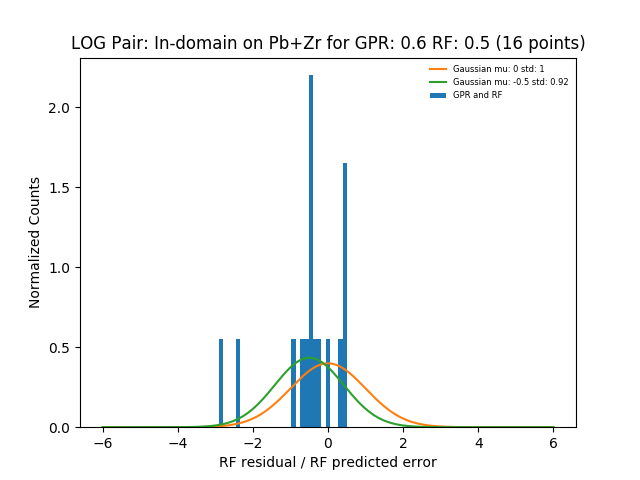 LOG Pair: In-domain on Pb+Zr for GPR: 0.6 RF: 0.5 (16 points)
Gaussian mu: 0 std: 1
Gaussian mu: -0.5 std: 0.92
GPR and RF
Normalized Counts
2.0
1.5
1.0
0.5
0.0
−6
−4
−2
0
2
4
6
RF residual / RF predicted error